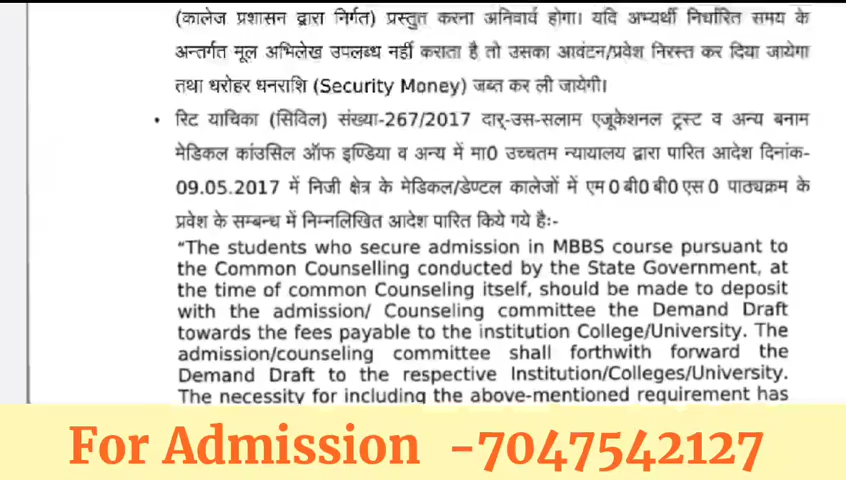 (कालेज प्रशासन द्वारा निर्गत) प्रस्तुत करना अनिवार्य होगा। यदि अभ्यर्थी निर्धारित समय के
अन्तर्गत मूल अभिलेख उपलब्ध नहीं कराता है तो उसका आवंटन/प्रवेश निरस्त कर दिया जायेगा
तथा धरोहर धनराशि (Security Money) जब्त कर ली जायेगी।
• रिट याचिका (सिविल) संख्या-267/2017 दार्-उस-सलाम एजूकेशनल ट्रस्ट व अन्य बनाम
मेडिकल कांउसिल ऑफ इण्डिया व अन्य में मा0 उच्चतम न्यायालय द्वारा पारित आदेश दिनांक-
09.05.2017 में निजी क्षेत्र के मेडिकल/डेण्टल कालेजों में एम0बी0बी0एस0 पाठ्यक्रम के
प्रवेश के सम्बन्ध में निम्नलिखित आदेश पारित किये गये है:-
“The students who secure admission in MBBS course pursuant to
the Common Counselling conducted by the State Government, at
the time of common Counseling itself, should be made to deposit
with the admission/ Counseling committee the Demand Draft
towards the fees payable to the institution College/University. The
admission/counseling committee shall forthwith forward the
Demand Draft to the respective Institution/Colleges/University.
The necessity for including the above-mentioned requirement has
For Admission -7047542127